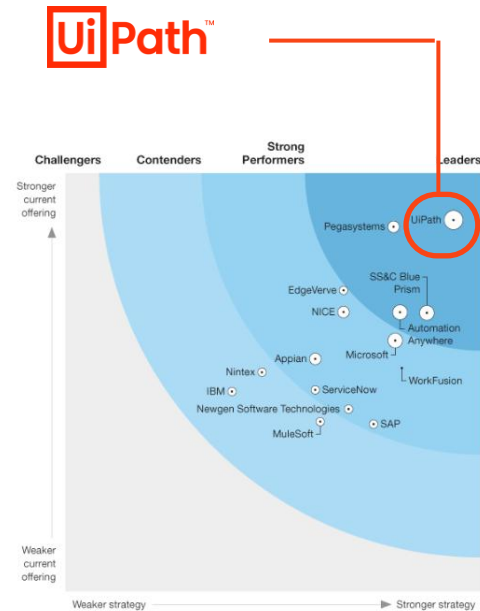 UiPath™
Strong
Challengers Contenders Performers Leaders
Stronger
current
offering
Pegasystems
UiPath
SS&C Blue
Prism
EdgeVerve
NICE
Automation
Anywhere
Microsoft
Appian
Nintex
WorkFusion
IBM
ServiceNow
Newgen Software Technologies
SAP
MuleSoft
Weaker
current
offering
Weaker strategy Stronger strategy